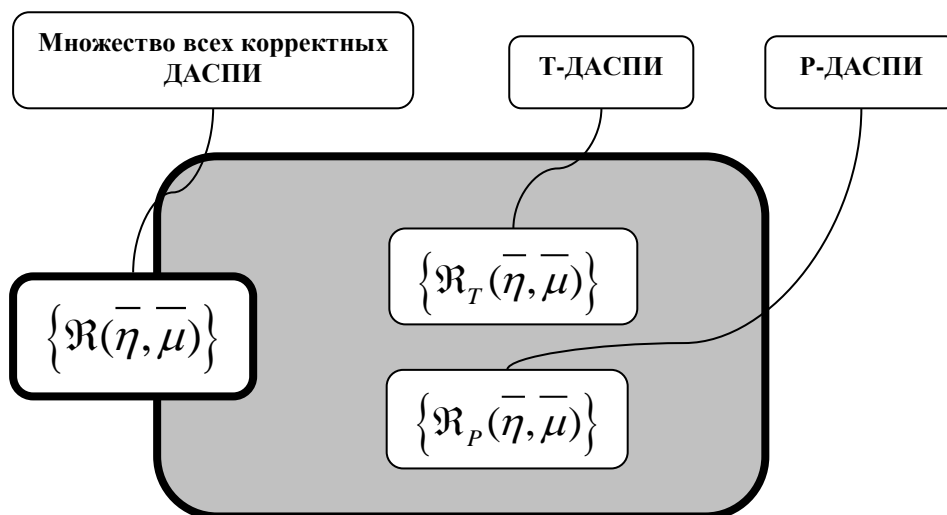 Множество всех корректных
ДАСПИ
Т-ДАСПИ
Р-ДАСПИ
{ℜ_T(η̅, μ̅)}
{ℜ(η̅, μ̅)}
{ℜ_P(η̅, μ̅)}